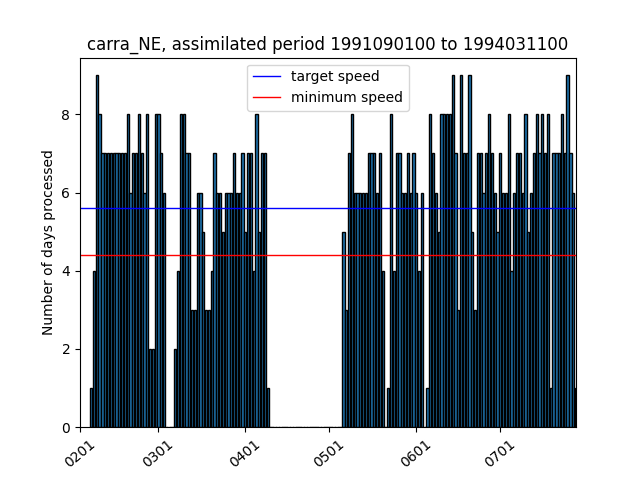 carra_NE, assimilated period 1991090100 to 1994031100
target speed
minimum speed
Number of days processed
8
6
4
2
0
0201
0301
0401
0501
0601
0701